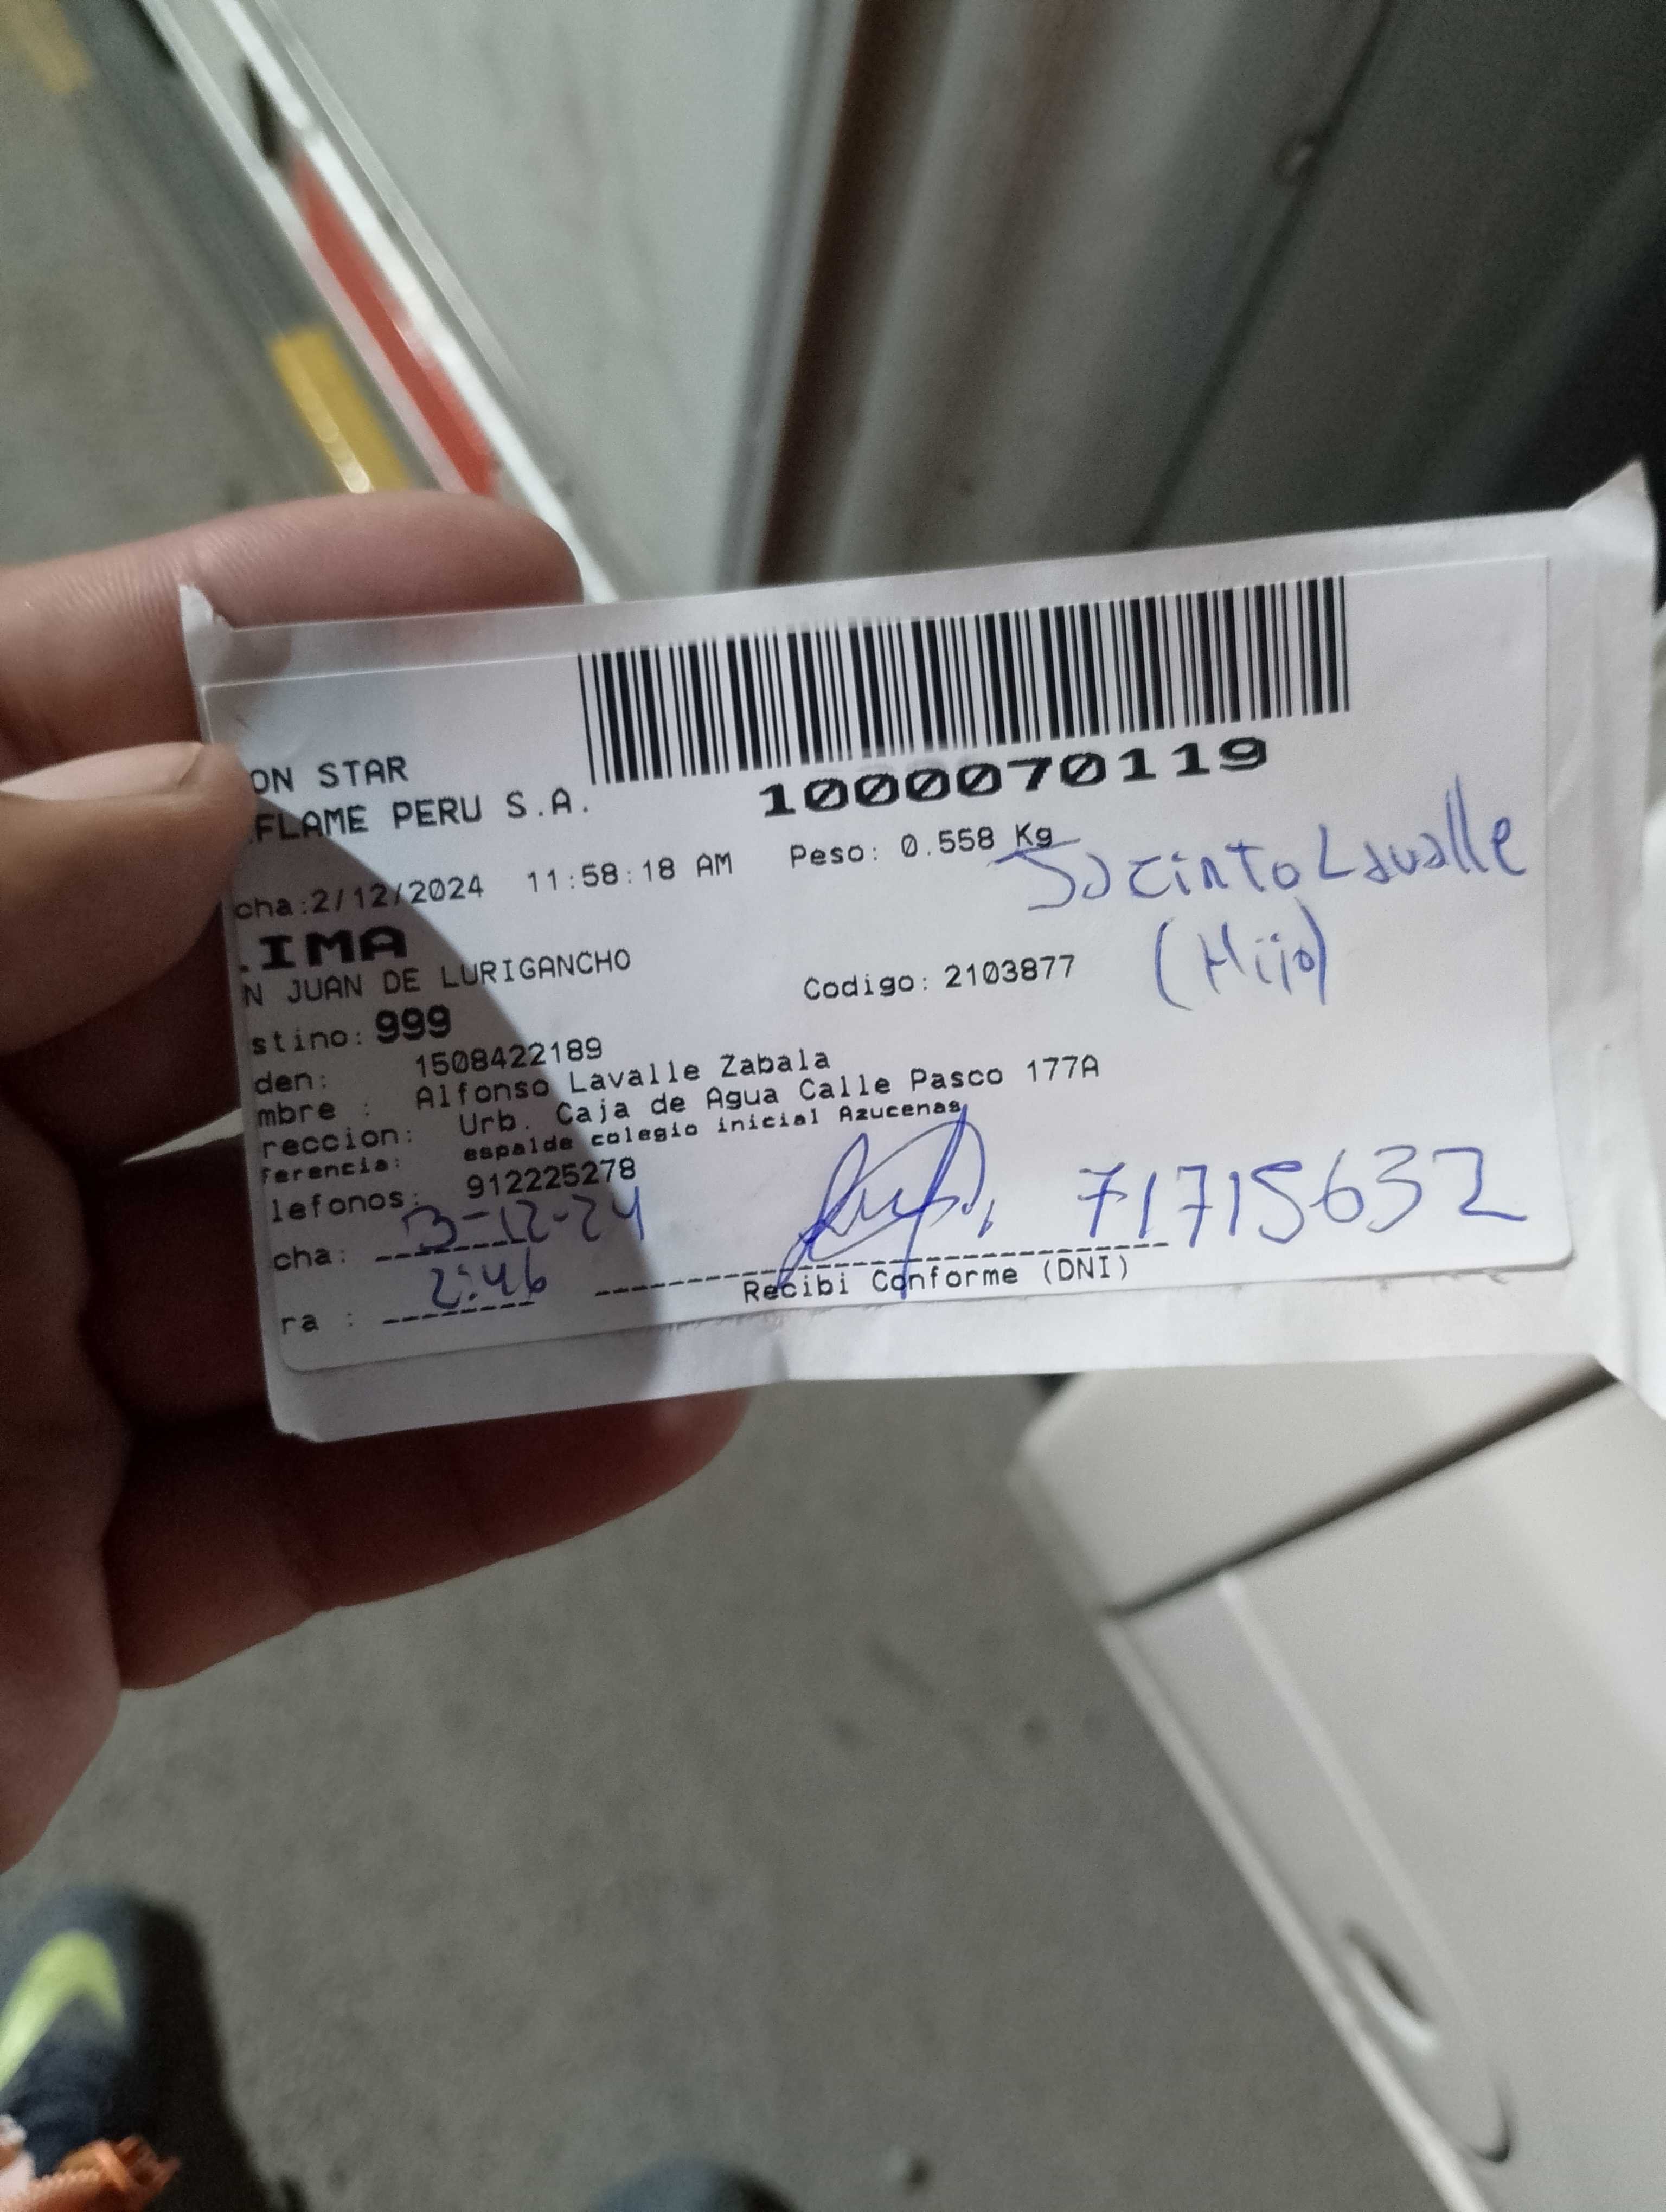 ON STAR
FLAME PERU S.A.
1000070119
cha:2/12/2024 11:58:18 AM Peso: 0.558 Kg
Jacinto Lavalle
(Hijo)
IMA
N JUAN DE LURIGANCHO
Codigo: 2103877
stino: 999
den: 1508422189
mbre : Alfonso Lavalle Zabala
reccion: Urb. Caja de Agua Calle Pasco 177A
ferencia: espalde colegio inicial Azucenas
lefonos: 912225278
cha: 3-12-24
71715632
ra : 2:46
Recibi Conforme (DNI)